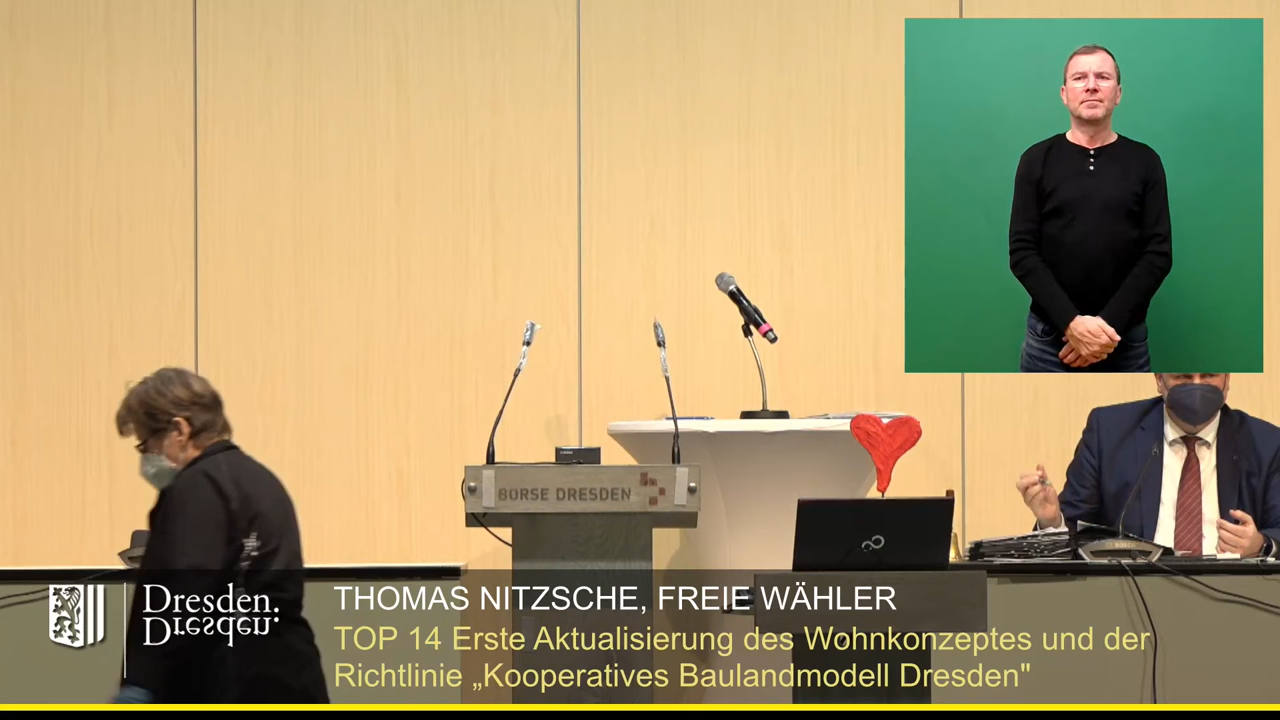 BÖRSE DRESDEN
Dresden.
Dresden.
THOMAS NITZSCHE, FREIE WÄHLER
TOP 14 Erste Aktualisierung des Wohnkonzeptes und der
Richtlinie „Kooperatives Baulandmodell Dresden"